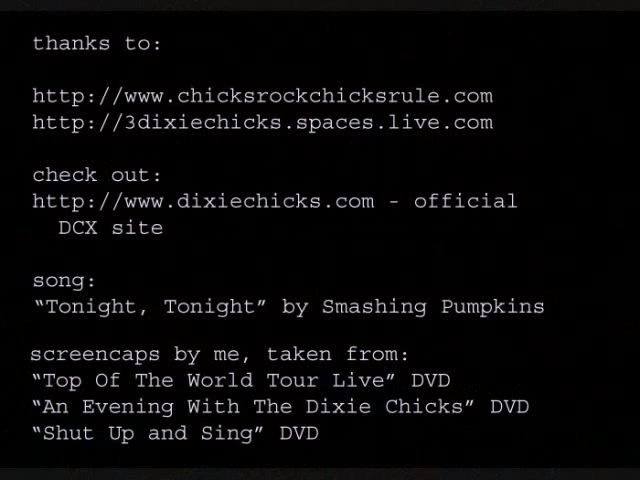 thanks to:
http://www.chicksrockchicksrule.com
http://3dixiechicks.spaces.live.com
check out:
http://www.dixiechicks.com - official
DCX site
song:
“Tonight, Tonight” by Smashing Pumpkins
screencaps by me, taken from:
“Top Of The World Tour Live” DVD
“An Evening With The Dixie Chicks” DVD
“Shut Up and Sing” DVD